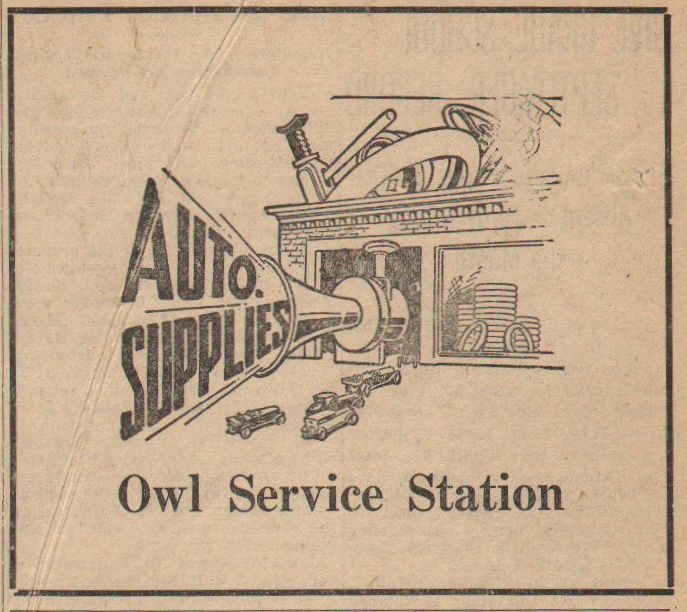 AUTO.
SUPPLIES
Owl Service Station